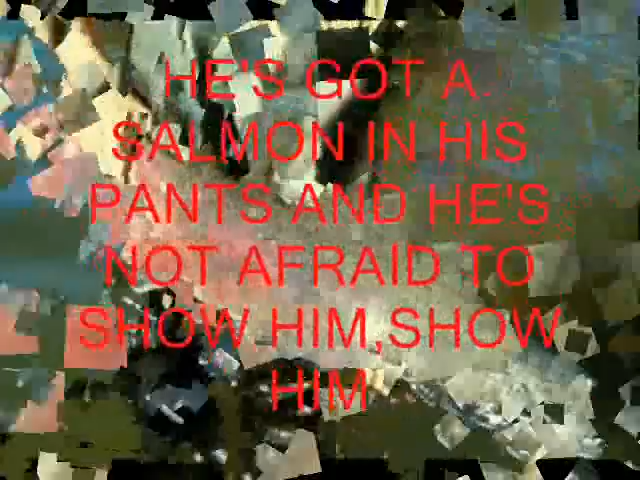 HE'S GOT A
SALMON IN HIS
PANTS AND HE'S
NOT AFRAID TO
SHOW HIM,SHOW
HIM